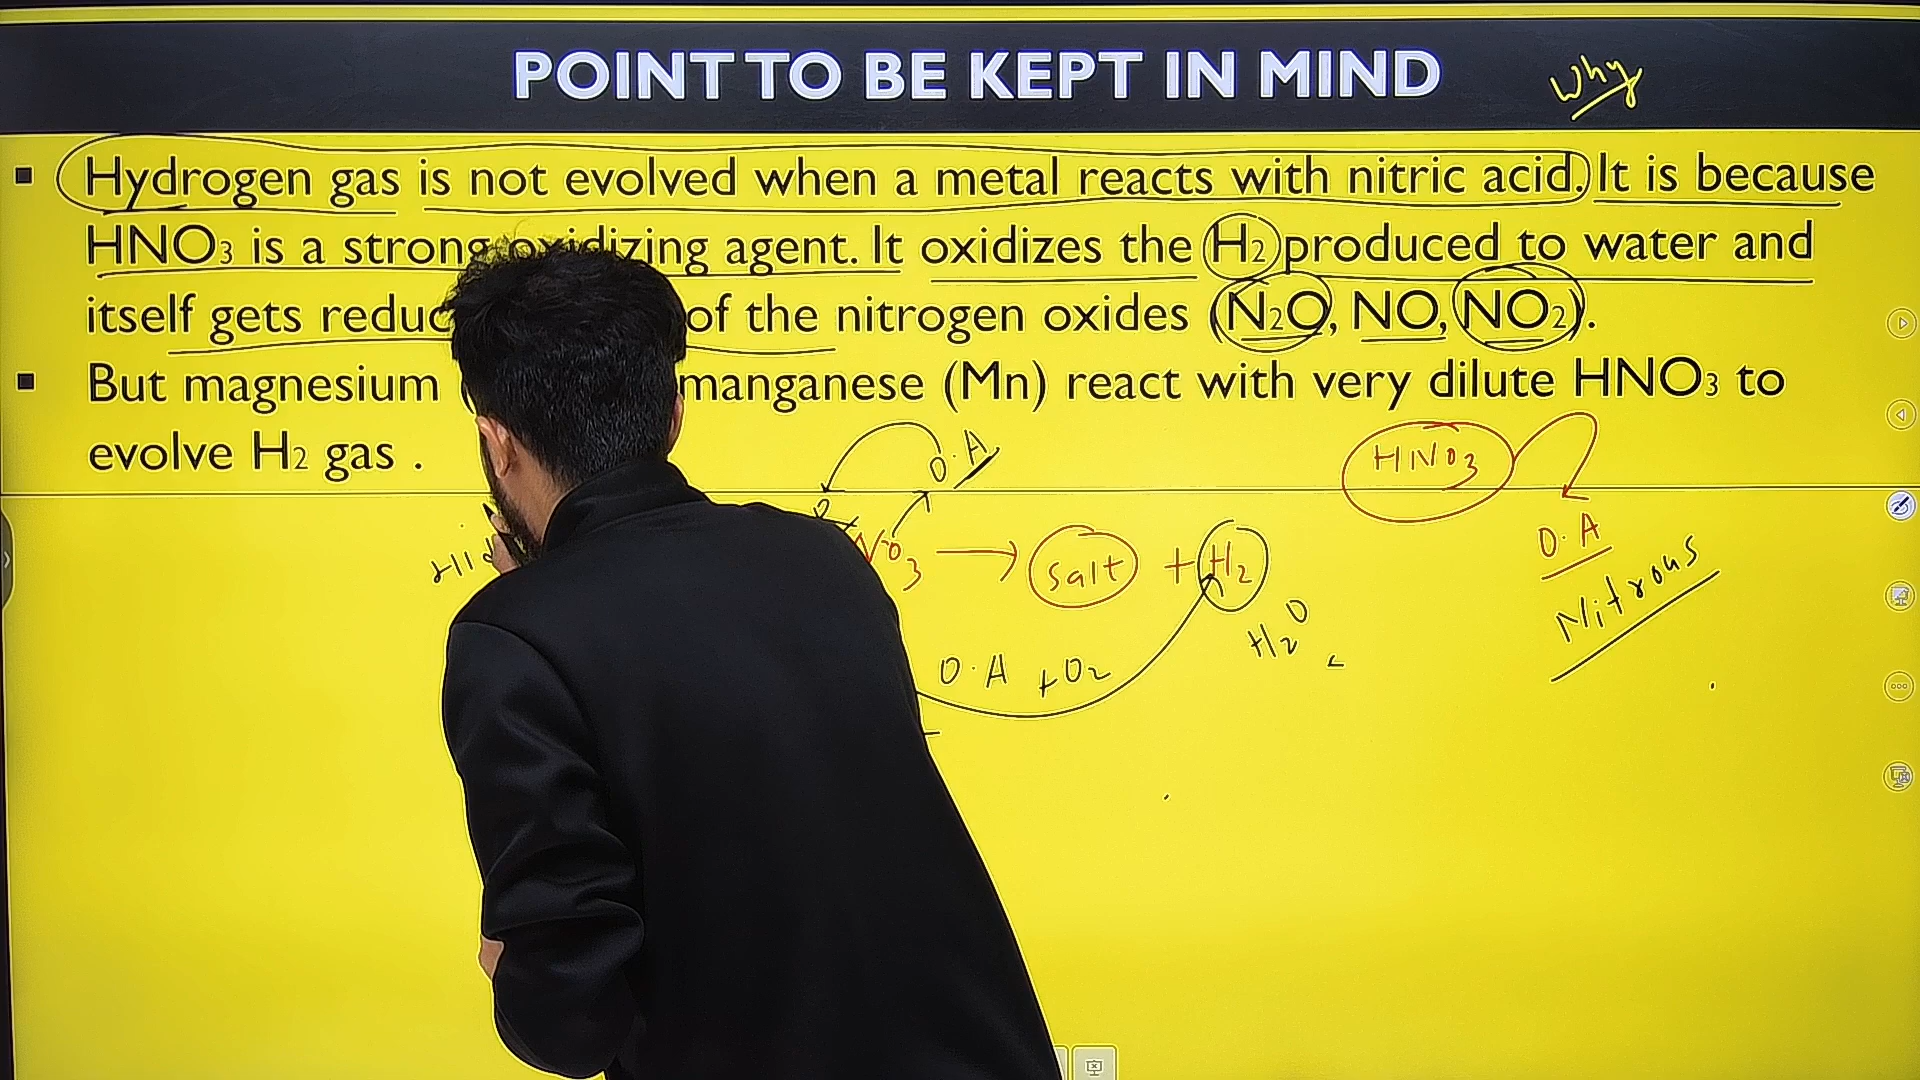 POINT TO BE KEPT IN MIND
Why
Hydrogen gas is not evolved when a metal reacts with nitric acid. It is because
HNO3 is a strong oxidizing agent. It oxidizes the H2 produced to water and
itself gets reduc of the nitrogen oxides (N2O, NO, NO2).
But magnesium manganese (Mn) react with very dilute HNO3 to
evolve H2 gas .
O.A
HNO3
O.A
NO3 → Salt + H2
Nitrous
H2O
O.A + O2